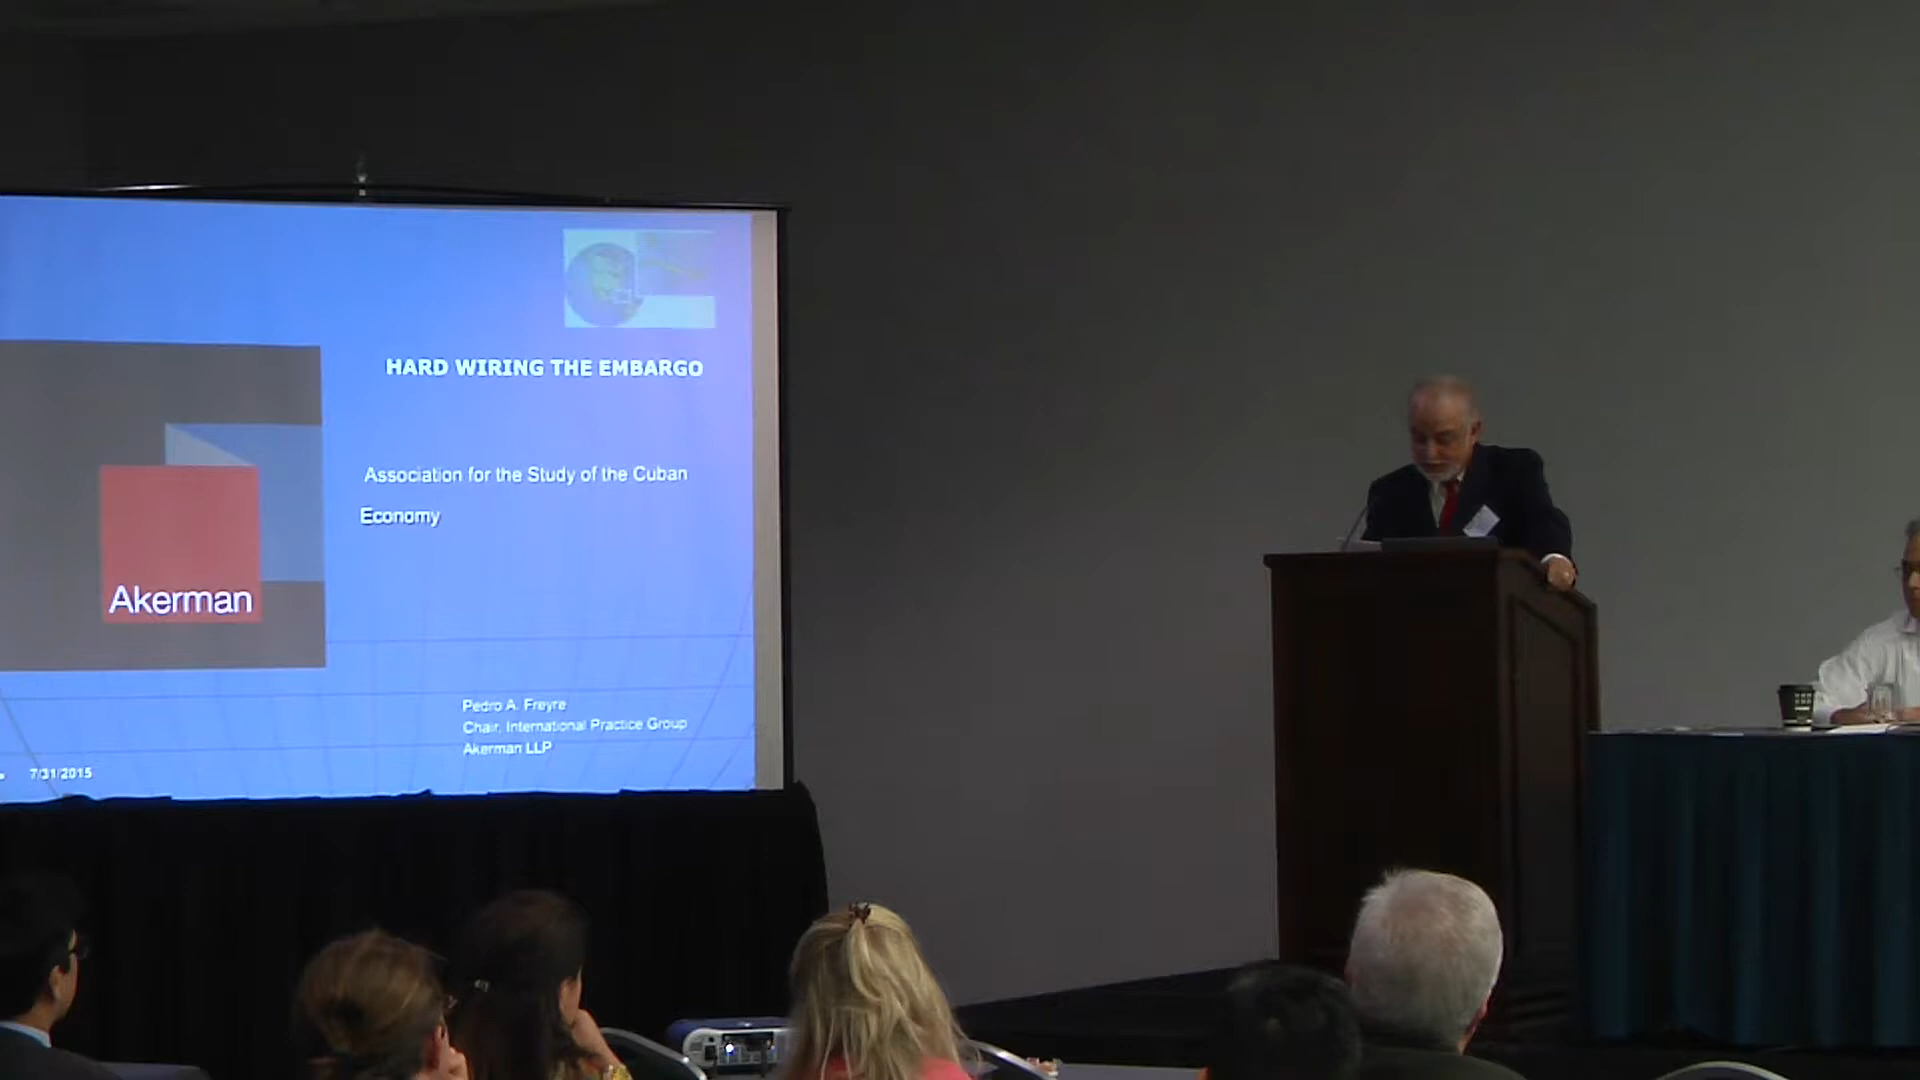 HARD WIRING THE EMBARGO
Association for the Study of the Cuban
Economy
Akerman
Pedro A. Freyre
Chair, International Practice Group
Akerman LLP
7/31/2015